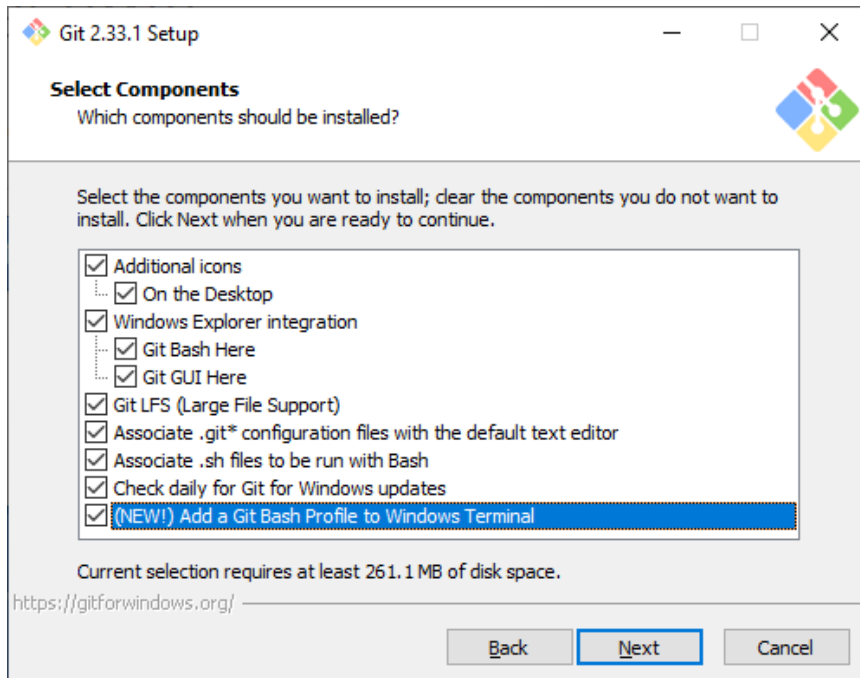 Git 2.33.1 Setup
Select Components
Which components should be installed?
Select the components you want to install; clear the components you do not want to
install. Click Next when you are ready to continue.
Additional icons
On the Desktop
Windows Explorer integration
Git Bash Here
Git GUI Here
Git LFS (Large File Support)
Associate .git* configuration files with the default text editor
Associate .sh files to be run with Bash
Check daily for Git for Windows updates
(NEW!) Add a Git Bash Profile to Windows Terminal
Current selection requires at least 261.1 MB of disk space.
https://gitforwindows.org/
Back Next Cancel